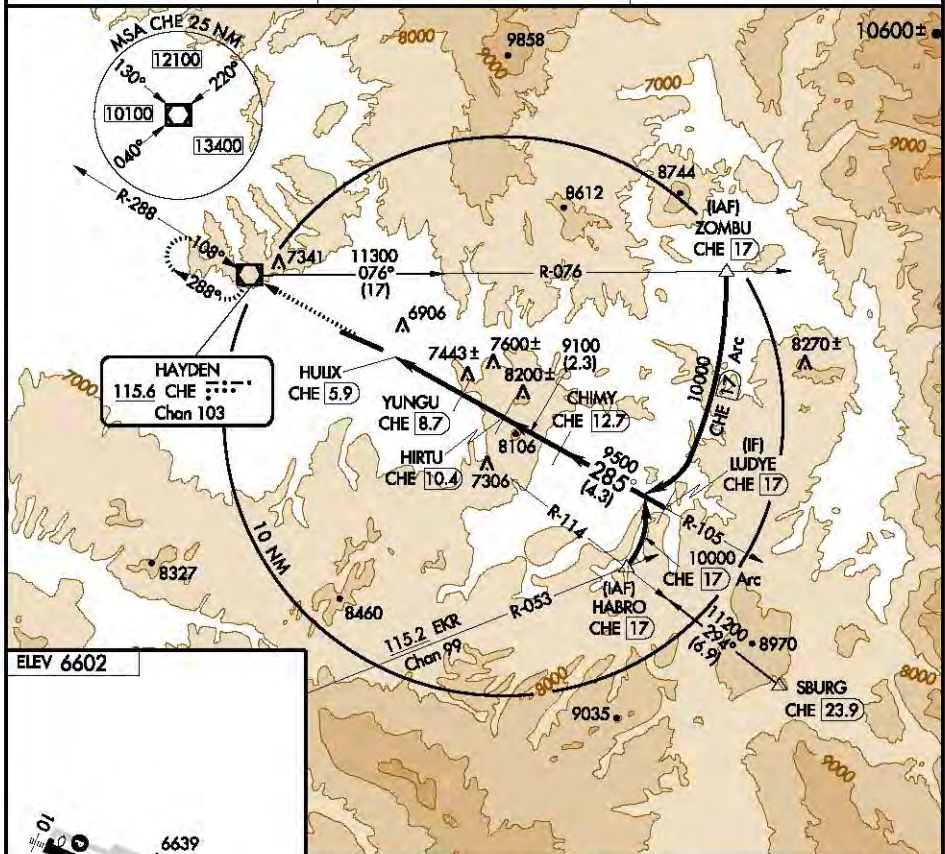 MSA CHE 25 NM
12100
130°
220°
10100
13400
040°
8000
9858
9000
10600±
7000
9000
8744
8612
(IAF)
ZOMBU
CHE 17
R-288
108°
288°
7341
11300
076°
(17)
R-076
6906
HAYDEN
115.6 CHE
Chan 103
7000
HULIX
CHE 5.9
7443±
7600±
8200±
9100
(2.3)
8270±
10000
CHE 17 Arc
YUNGU
CHE 8.7
CHIMY
CHE 12.7
8106
HIRTU
CHE 10.4
7306
9500
285°
(4.3)
(IF)
LUDYE
CHE 17
R-114
R-105
10000
CHE 17 Arc
10 NM
8327
8460
115.2 EKR
Chan 99
R-053
(IAF)
HABRO
CHE 17
11200
294°
(6.9)
8970
8000
8000
SBURG
CHE 23.9
9035
9000
ELEV 6602
10
P
6639